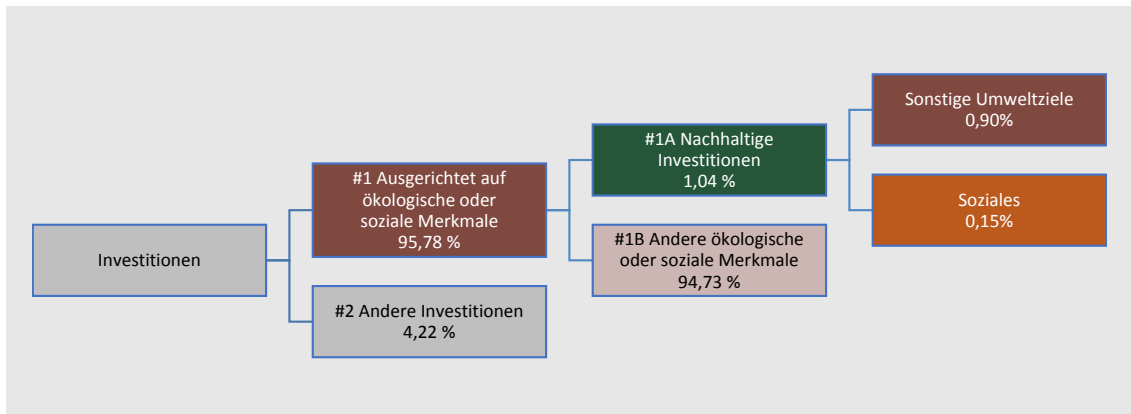 Investitionen
#1 Ausgerichtet auf
ökologische oder
soziale Merkmale
95,78 %
#2 Andere Investitionen
4,22 %
#1A Nachhaltige
Investitionen
1,04 %
#1B Andere ökologische
oder soziale Merkmale
94,73 %
Sonstige Umweltziele
0,90%
Soziales
0,15%